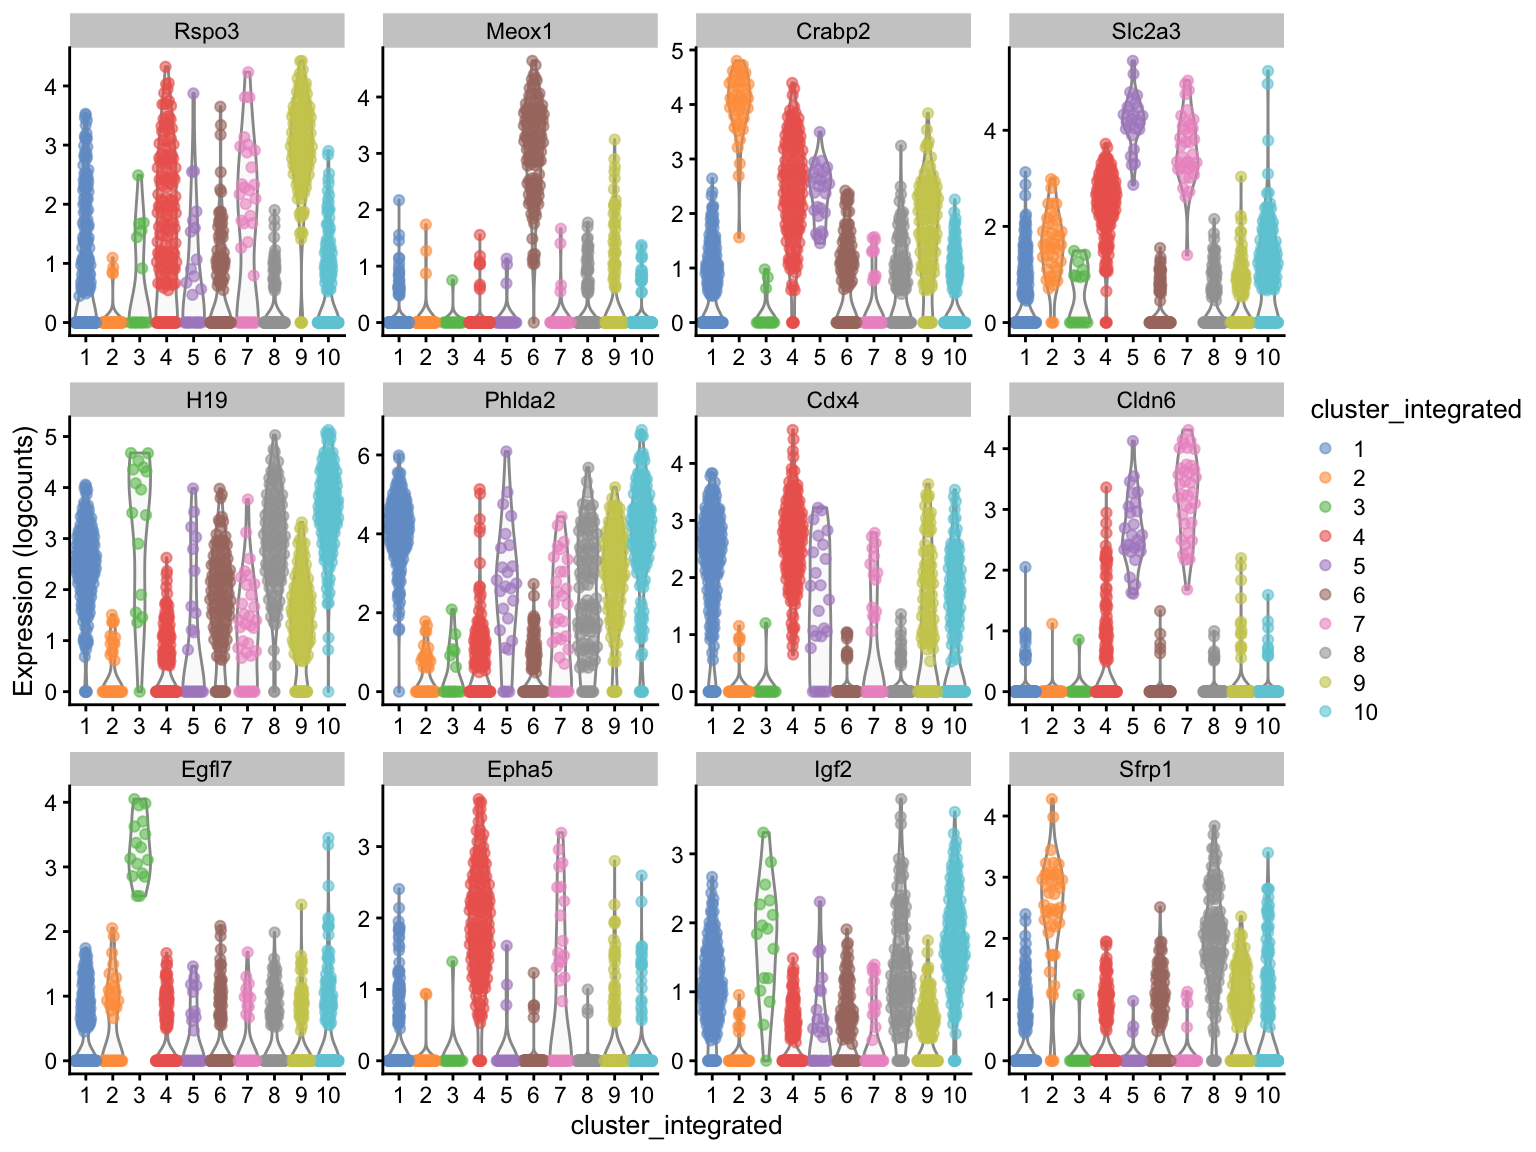 Rspo3 Meox1 Crabp2 Slc2a3
4 3 2 1 0
4 3 2 1 0
5 4 3 2 1 0
4 2 0
1 2 3 4 5 6 7 8 9 10
1 2 3 4 5 6 7 8 9 10
1 2 3 4 5 6 7 8 9 10
1 2 3 4 5 6 7 8 9 10
H19 Phlda2 Cdx4 Cldn6
5 4 3 2 1 0
6 4 2 0
4 3 2 1 0
4 3 2 1 0
1 2 3 4 5 6 7 8 9 10
1 2 3 4 5 6 7 8 9 10
1 2 3 4 5 6 7 8 9 10
1 2 3 4 5 6 7 8 9 10
Egfl7 Epha5 Igf2 Sfrp1
4 3 2 1 0
3 2 1 0
3 2 1 0
4 3 2 1 0
1 2 3 4 5 6 7 8 9 10
1 2 3 4 5 6 7 8 9 10
1 2 3 4 5 6 7 8 9 10
1 2 3 4 5 6 7 8 9 10
Expression (logcounts)
cluster_integrated
cluster_integrated
1
2
3
4
5
6
7
8
9
10